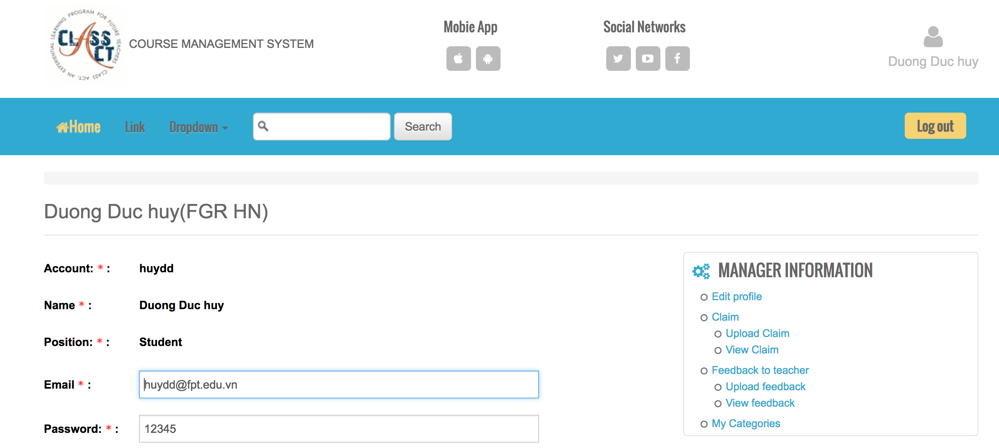 CLASS ACT: AN EXPERIENTIAL LEARNING PROGRAM FOR FUTURE TEACHERS
CLASS
ACT
COURSE MANAGEMENT SYSTEM
Mobie App
Social Networks
Duong Duc huy
Home Link Dropdown Search Log out
Duong Duc huy(FGR HN)
Account: * : huydd
Name * : Duong Duc huy
Position: * : Student
Email * : huydd@fpt.edu.vn
Password: * : 12345
MANAGER INFORMATION
Edit profile
Claim
Upload Claim
View Claim
Feedback to teacher
Upload feedback
View feedback
My Categories